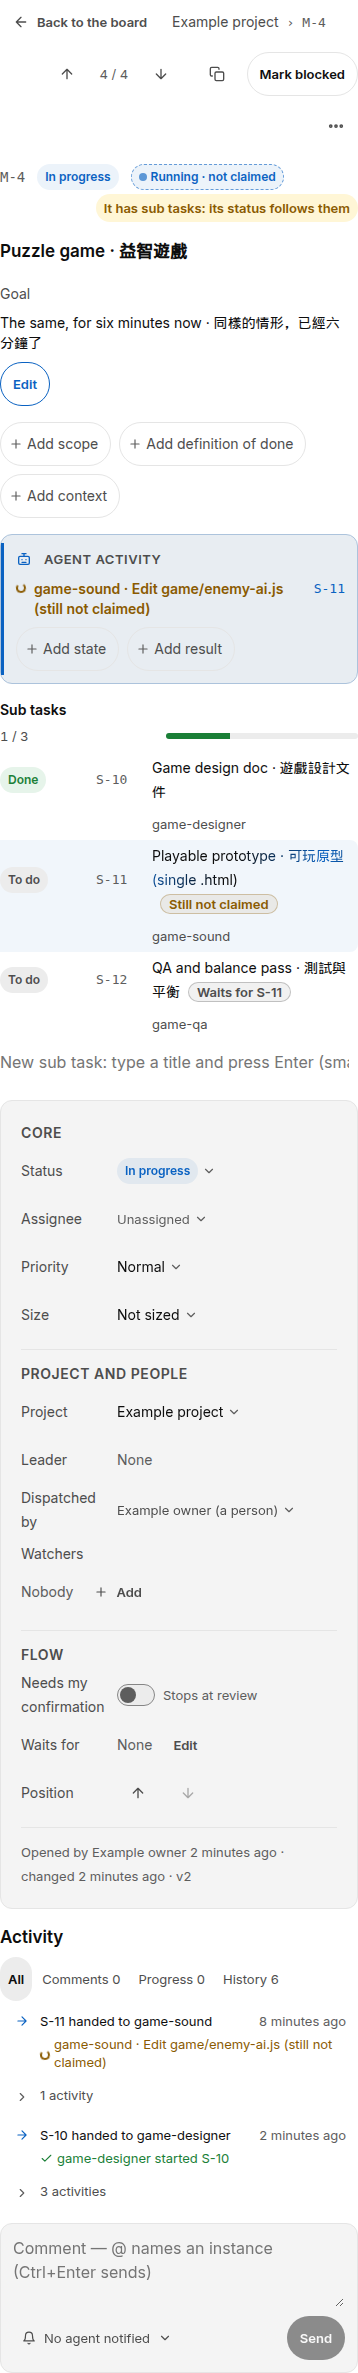 Back to the board Example project › M-4
4 / 4 Mark blocked
M-4 In progress Running · not claimed
It has sub tasks: its status follows them
Puzzle game · 益智遊戲
Goal
The same, for six minutes now · 同樣的情形，已經六
分鐘了
Edit
Add scope Add definition of done
Add context
AGENT ACTIVITY
game-sound · Edit game/enemy-ai.js S-11
(still not claimed)
Add state Add result
Sub tasks
1 / 3
Done S-10 Game design doc · 遊戲設計文
件
game-designer
To do S-11 Playable prototype · 可玩原型
(single .html)
Still not claimed
game-sound
To do S-12 QA and balance pass · 測試與
平衡 Waits for S-11
game-qa
New sub task: type a title and press Enter (sma
CORE
Status In progress
Assignee Unassigned
Priority Normal
Size Not sized
PROJECT AND PEOPLE
Project Example project
Leader None
Dispatched
by Example owner (a person)
Watchers
Nobody Add
FLOW
Needs my
confirmation Stops at review
Waits for None Edit
Position
Opened by Example owner 2 minutes ago ·
changed 2 minutes ago · v2
Activity
All Comments 0 Progress 0 History 6
S-11 handed to game-sound 8 minutes ago
game-sound · Edit game/enemy-ai.js (still not
claimed)
1 activity
S-10 handed to game-designer 2 minutes ago
game-designer started S-10
3 activities
Comment — @ names an instance
(Ctrl+Enter sends)
No agent notified Send